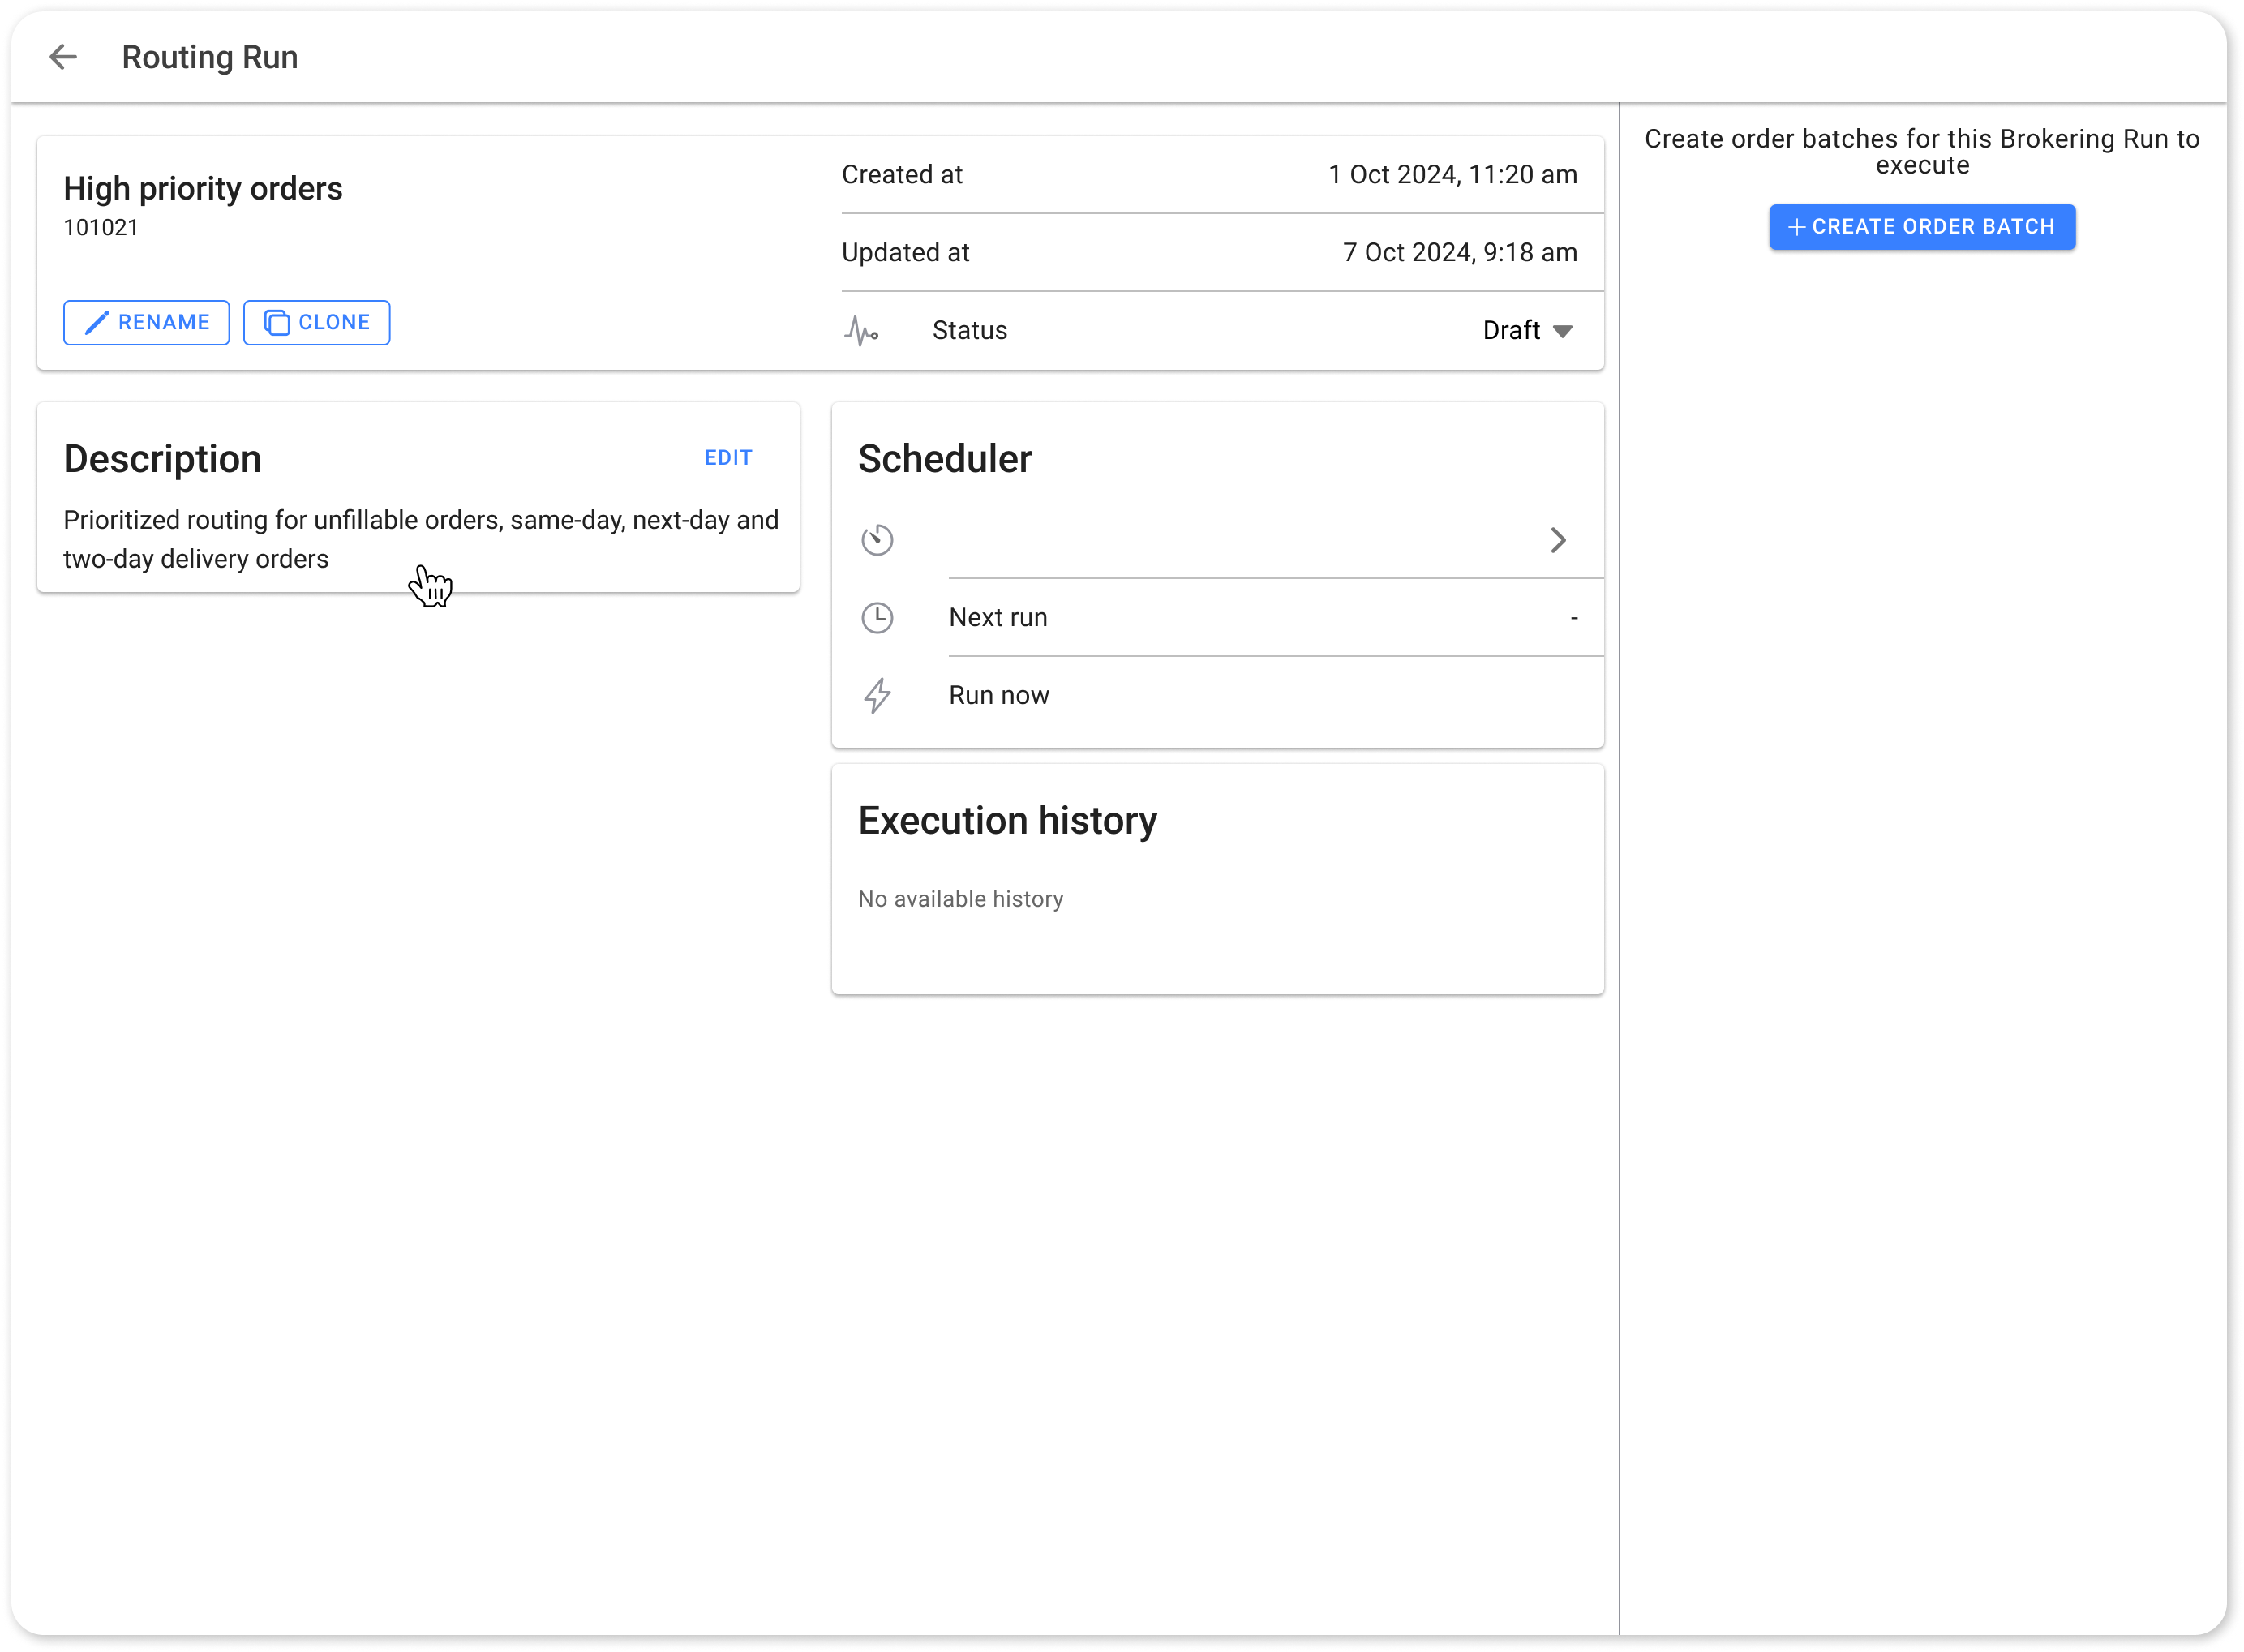 Routing Run
High priority orders
101021
RENAME
CLONE
Created at
1 Oct 2024, 11:20 am
Updated at
7 Oct 2024, 9:18 am
Status
Draft
Description
EDIT
Prioritized routing for unfillable orders, same-day, next-day and
two-day delivery orders
Scheduler
Next run
-
Run now
Execution history
No available history
Create order batches for this Brokering Run to
execute
CREATE ORDER BATCH